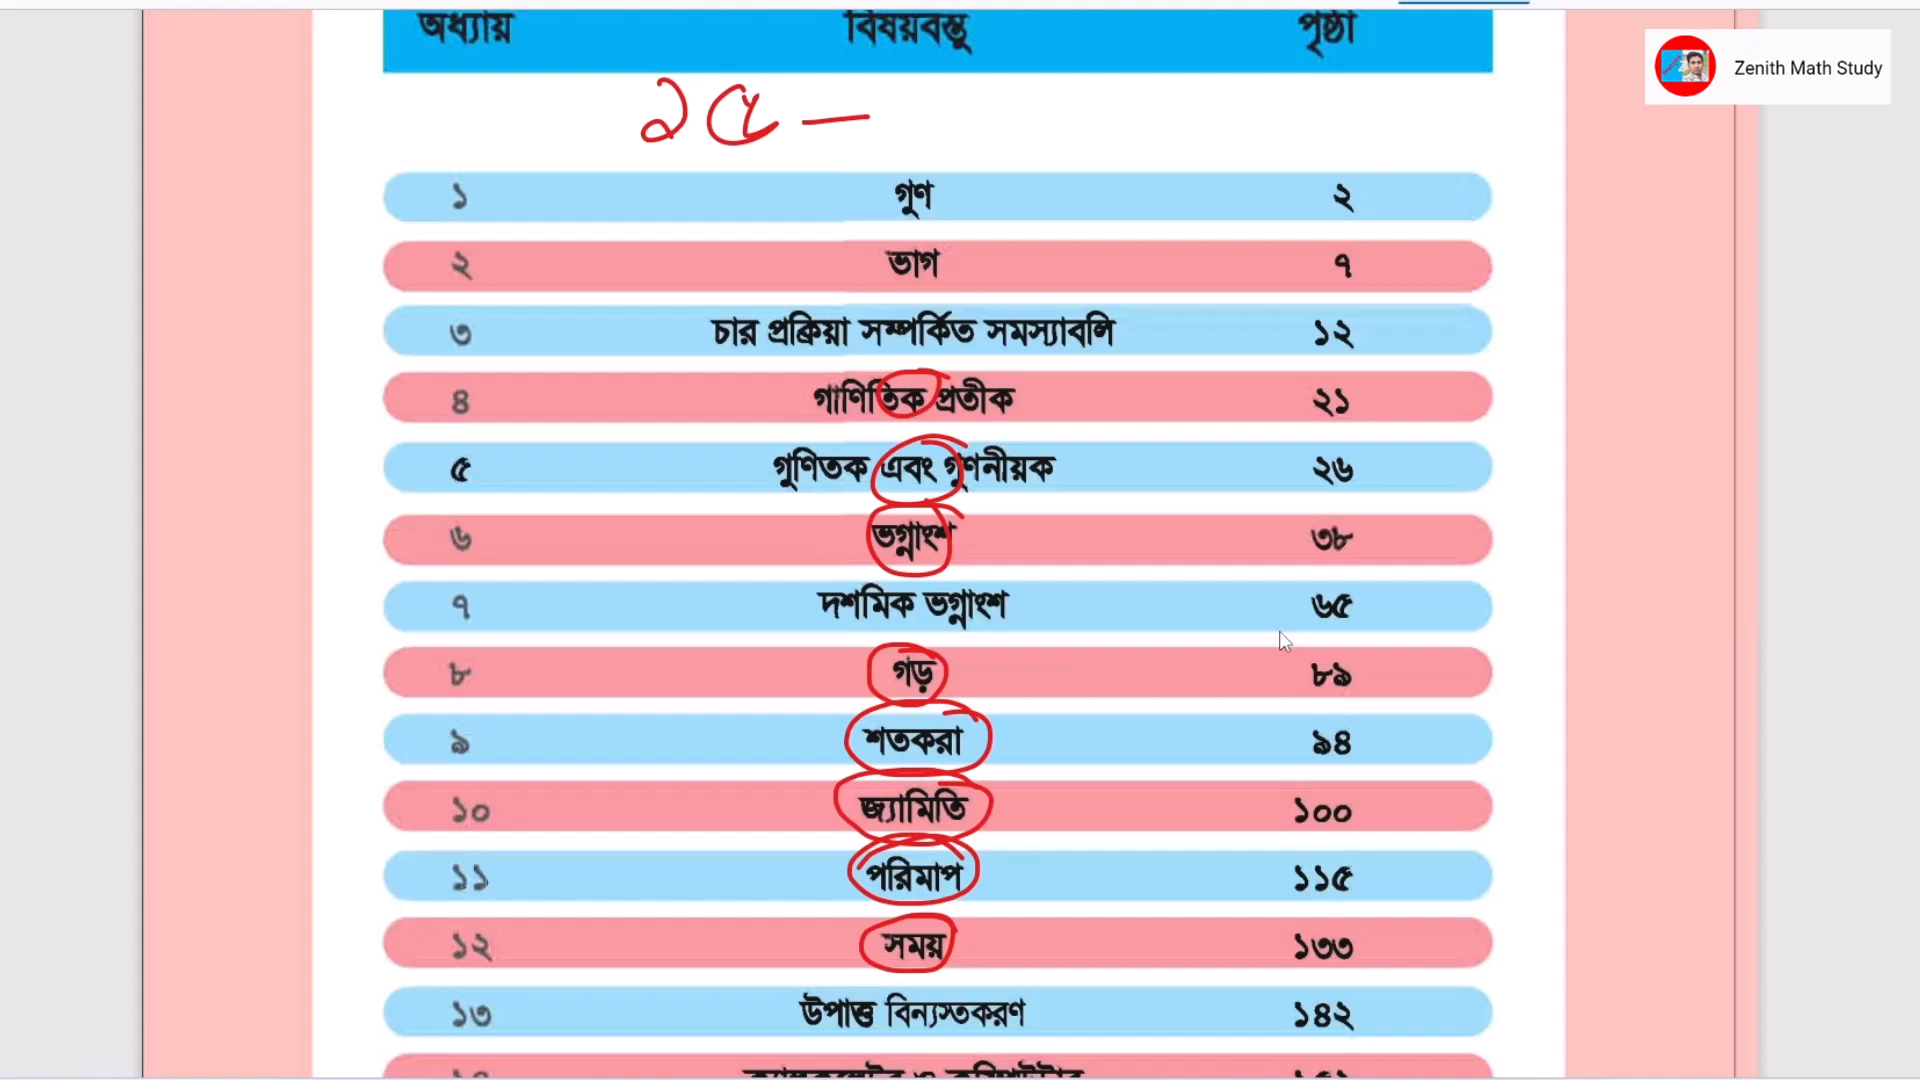 অধ্যায় বিষয়বস্তু পৃষ্ঠা
Zenith Math Study
১৫ —
১ গুণ ২
২ ভাগ ৭
৩ চার প্রক্রিয়া সম্পর্কিত সমস্যাবলি ১২
৪ গাণিতিক প্রতীক ২১
৫ গুণিতক এবং গুণনীয়ক ২৬
৬ ভগ্নাংশ ৩৮
৭ দশমিক ভগ্নাংশ ৬৫
৮ গড় ৮৯
৯ শতকরা ৯৪
১০ জ্যামিতি ১০০
১১ পরিমাপ ১১৫
১২ সময় ১৩৩
১৩ উপাত্ত বিন্যস্তকরণ ১৪২